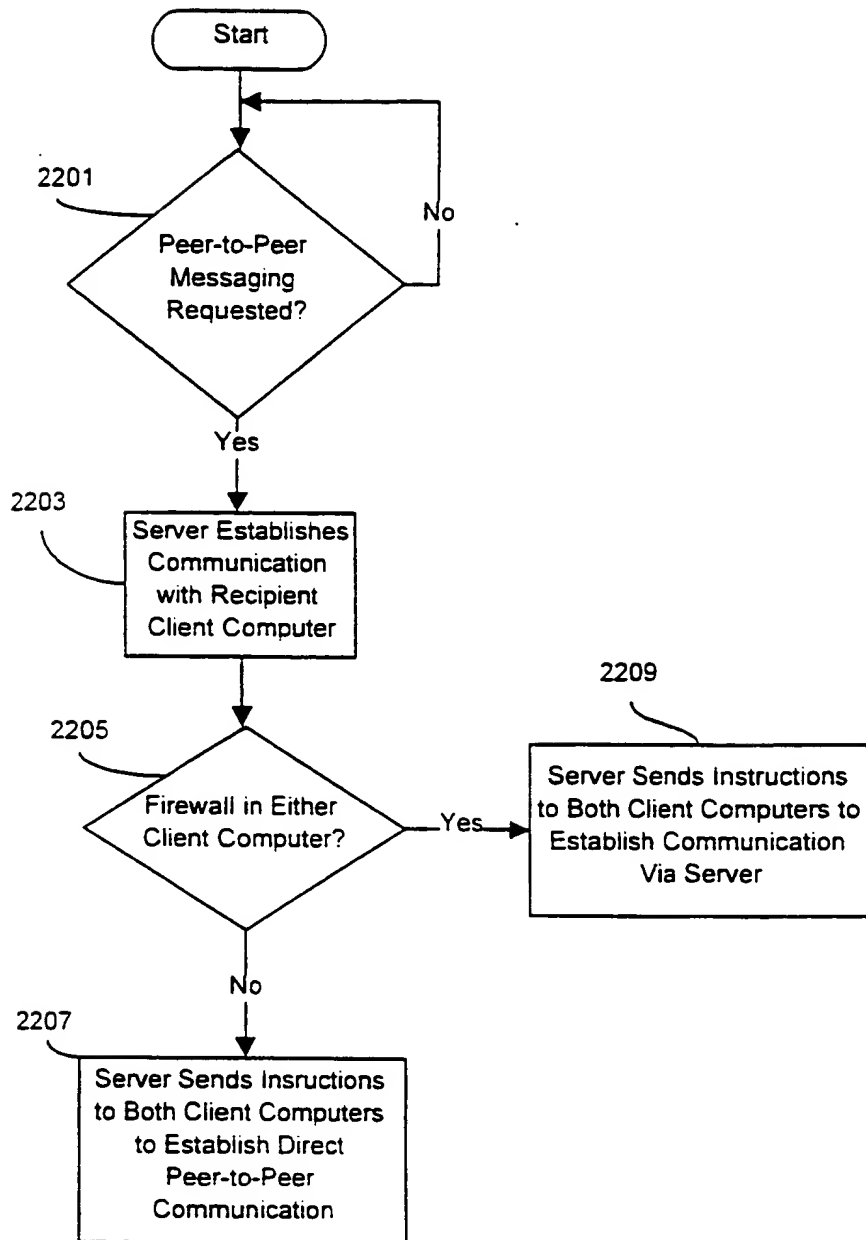 Start
2201
No
Peer-to-Peer
Messaging
Requested?
Yes
2203
Server Establishes
Communication
with Recipient
Client Computer
2209
2205
Firewall in Either
Client Computer?
Yes
Server Sends Instructions
to Both Client Computers to
Establish Communication
Via Server
No
2207
Server Sends Insructions
to Both Client Computers
to Establish Direct
Peer-to-Peer
Communication